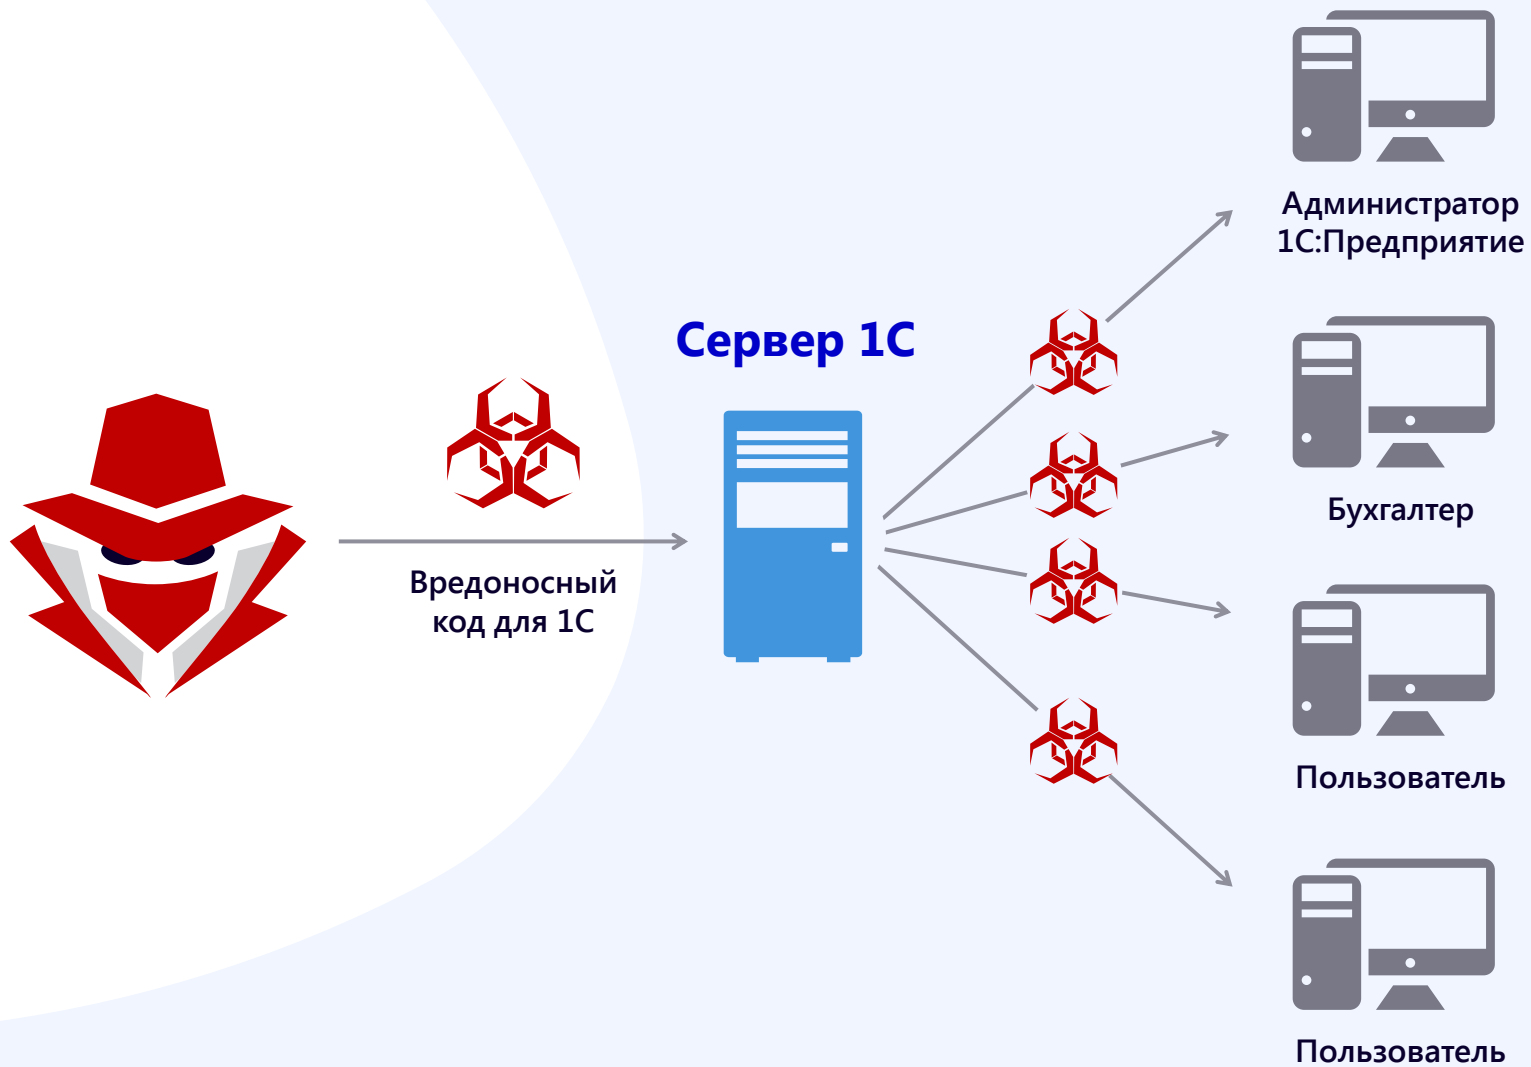 Администратор
1С:Предприятие
Сервер 1С
Бухгалтер
Вредоносный
код для 1С
Пользователь
Пользователь